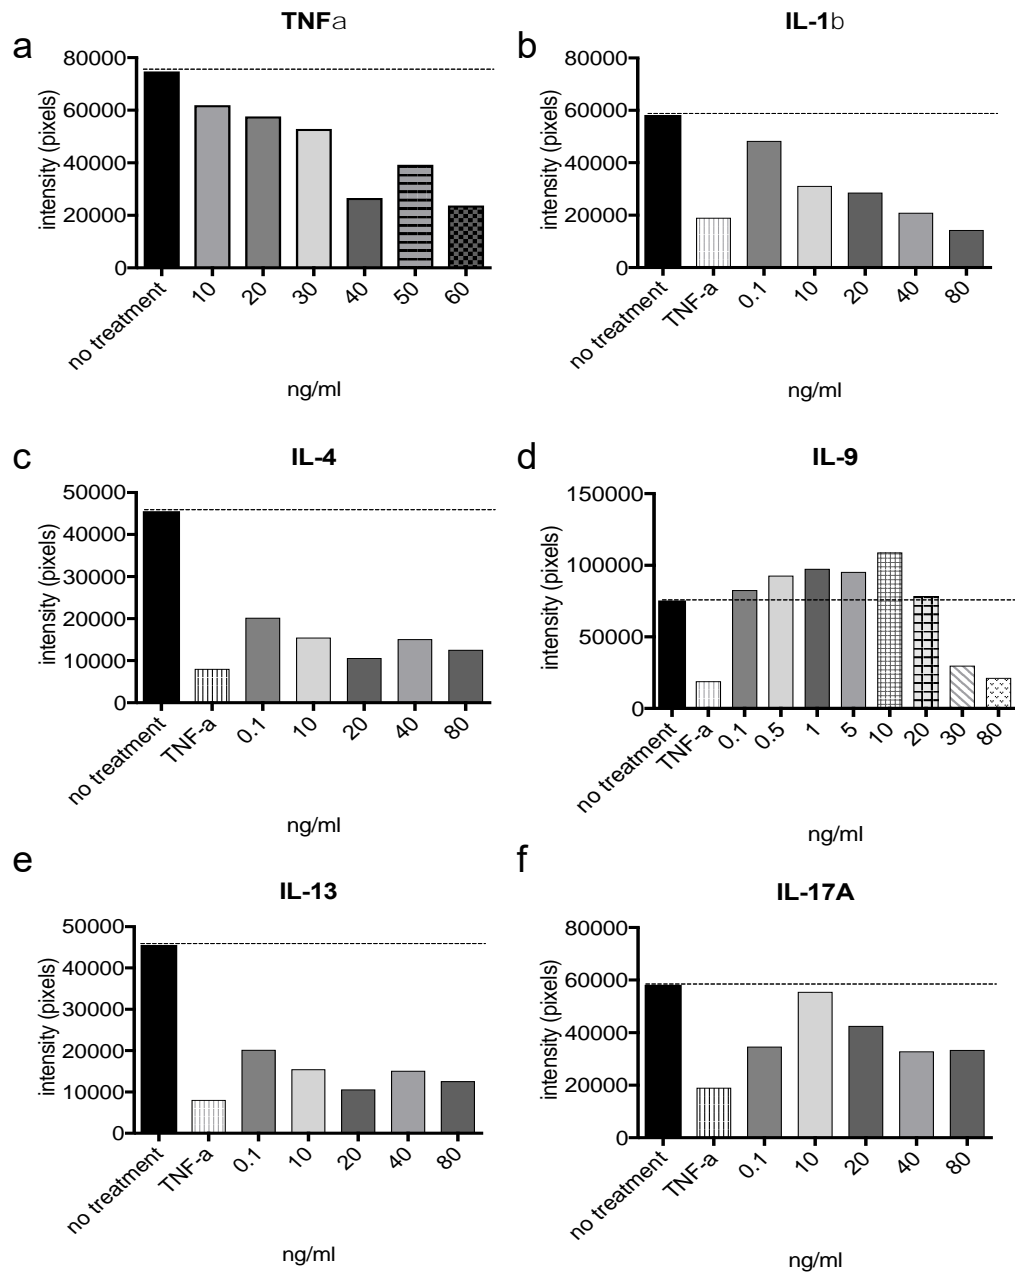 a
TNFa
intensity (pixels)
80000
60000
40000
20000
0
no treatment
10
20
30
40
50
60
ng/ml
b
IL-1b
intensity (pixels)
80000
60000
40000
20000
0
no treatment
TNF-a
0.1
10
20
40
80
ng/ml
c
IL-4
intensity (pixels)
50000
40000
30000
20000
10000
0
no treatment
TNF-a
0.1
10
20
40
80
ng/ml
d
IL-9
intensity (pixels)
150000
100000
50000
0
no treatment
TNF-a
0.1
0.5
1
5
10
20
30
80
ng/ml
e
IL-13
intensity (pixels)
50000
40000
30000
20000
10000
0
no treatment
TNF-a
0.1
10
20
40
80
ng/ml
f
IL-17A
intensity (pixels)
80000
60000
40000
20000
0
no treatment
TNF-a
0.1
10
20
40
80
ng/ml